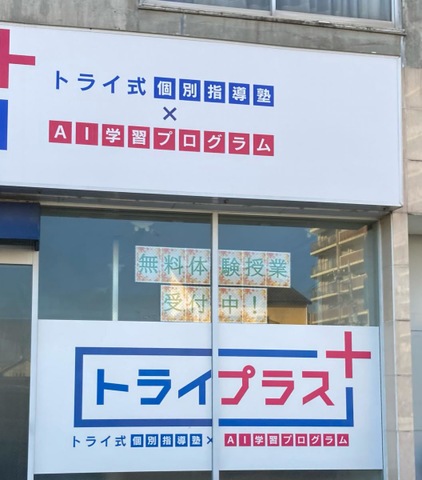 トライ式個別指導塾
×
AI学習プログラム
無料体験授業
受付中!
トライプラス+
トライ式個別指導塾×AI学習プログラム